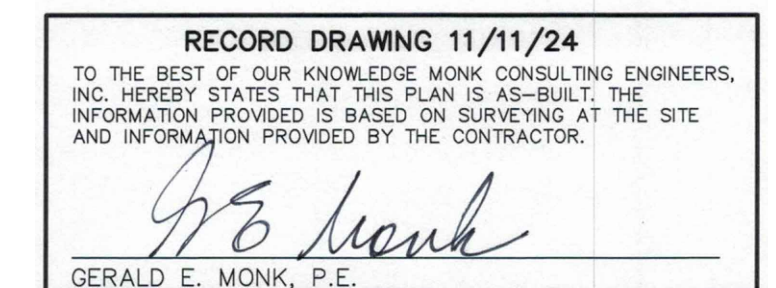 RECORD DRAWING 11/11/24
TO THE BEST OF OUR KNOWLEDGE MONK CONSULTING ENGINEERS,
INC. HEREBY STATES THAT THIS PLAN IS AS-BUILT. THE
INFORMATION PROVIDED IS BASED ON SURVEYING AT THE SITE
AND INFORMATION PROVIDED BY THE CONTRACTOR.
G E Monk
GERALD E. MONK, P.E.